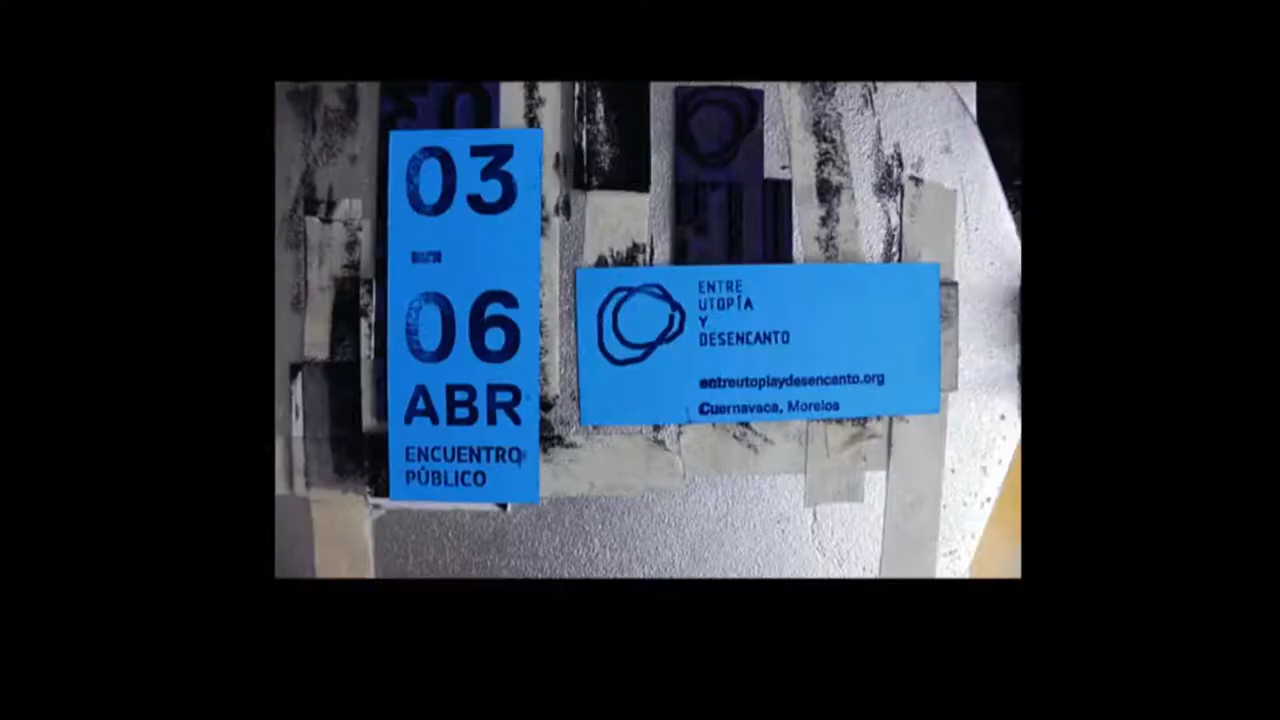 03
06
ABR
ENCUENTRO
PÚBLICO
ENTRE
UTOPÍA
Y
DESENCANTO
entreutopiaydesencanto.org
Cuernavaca, Morelos